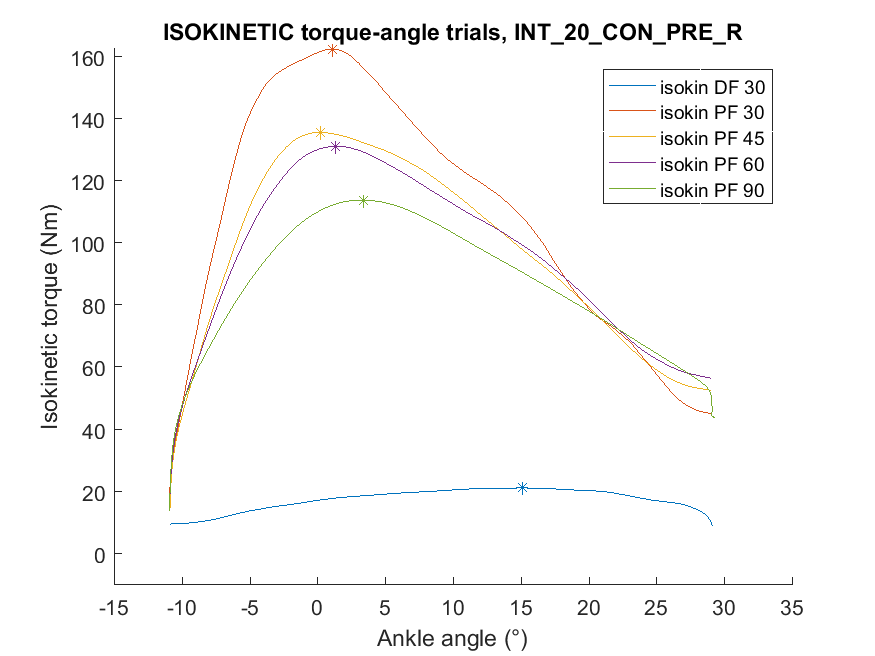 ISOKINETIC torque-angle trials, INT_20_CON_PRE_R
160
140
120
100
80
60
40
20
0
Isokinetic torque (Nm)
isokin DF 30
isokin PF 30
isokin PF 45
isokin PF 60
isokin PF 90
-15 -10 -5 0 5 10 15 20 25 30 35
Ankle angle (°)